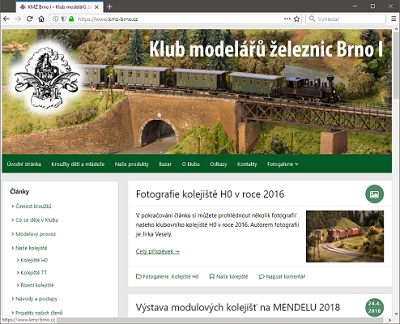 KMŽ Brno I – Klub modelářů že
https://www.kmz-brno.cz
Vyhledat
Klub modelářů železnic Brno I
Úvodní stránka Kroužky dětí a mládeže Naše produkty Bazar O klubu Odkazy Kontakty Fotogalerie
Články
Činnost kroužků
Co se děje v Klubu
Modelový provoz
Naše kolejiště
Kolejiště H0
Kolejiště TT
Řízení kolejiště
Návody a postupy
Projekty našich členů
Fotografie kolejiště H0 v roce 2016
V pokračování článku si můžete prohlédnout několik fotografií
našeho klubovního kolejiště H0 v roce 2016. Autorem fotografií
je Jirka Veselý.
Celý příspěvek →
Fotogalerie, Kolejiště H0 Naše kolejiště Napsat komentář
Výstava modulových kolejišť na MENDELU 2018
24.4.
2018
https://www.kmz-brno.cz